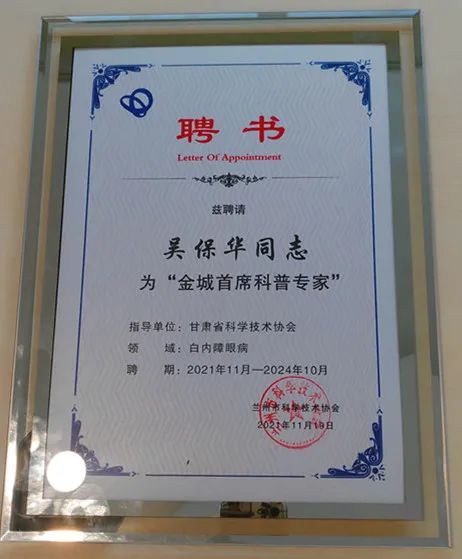 聘书
Letter Of Appointment
兹聘请
吴保华同志
为“金城首席科普专家”
指导单位：甘肃省科学技术协会
领域：白内障眼病
聘期：2021年11月—2024年10月
兰州市科学技术协会
2021年11月19日